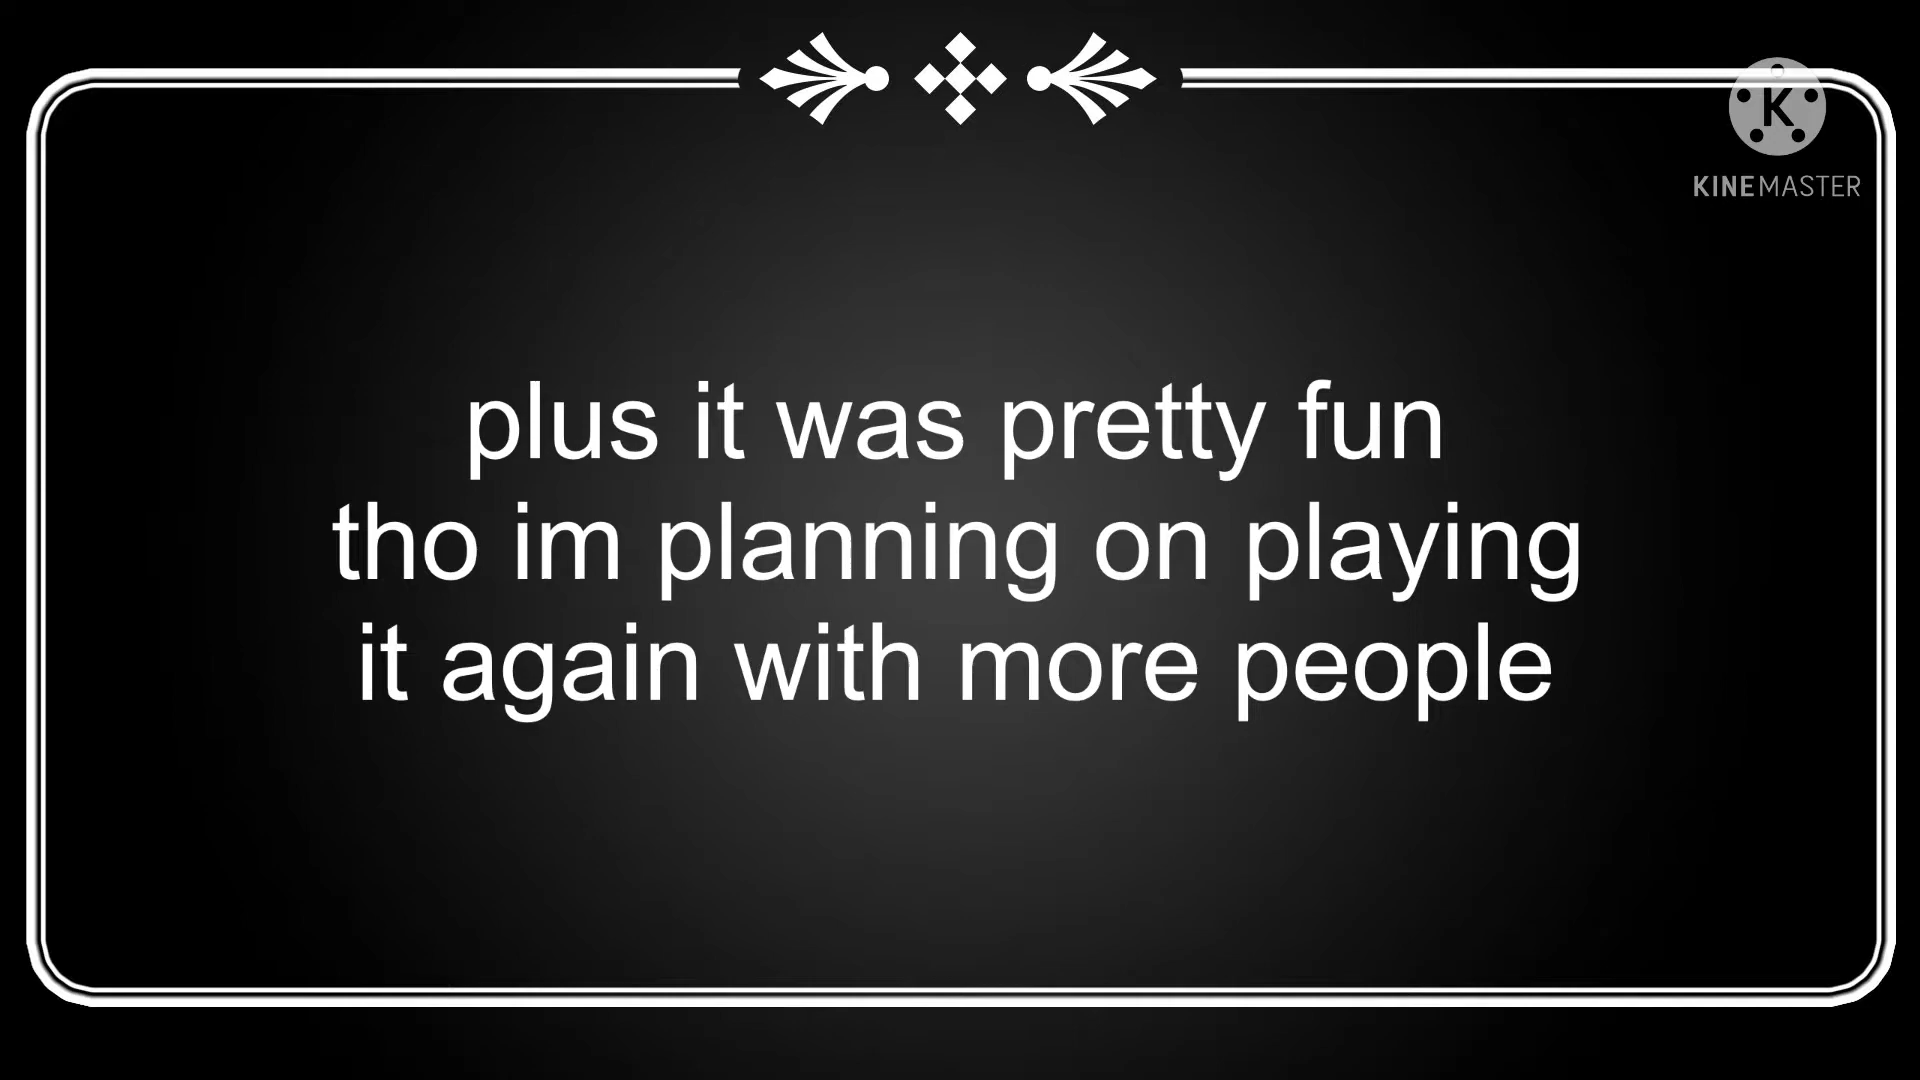 K
KINEMASTER
plus it was pretty fun
tho im planning on playing
it again with more people